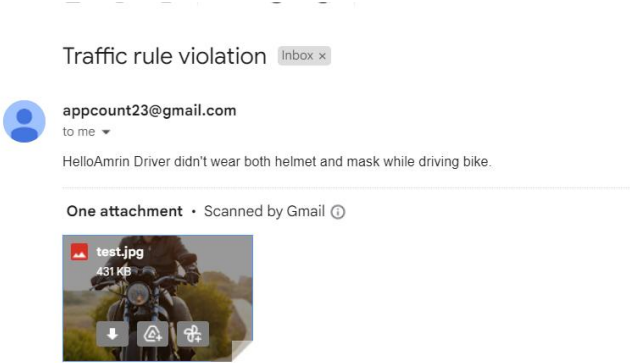 Traffic rule violation Inbox ×
appcount23@gmail.com
to me
HelloAmrin Driver didn't wear both helmet and mask while driving bike.
One attachment • Scanned by Gmail
test.jpg
431 KB